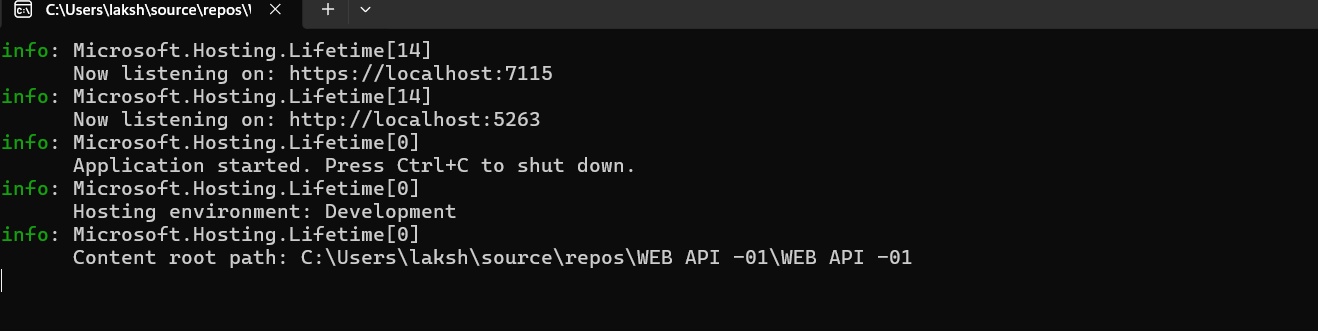 C:\Users\laksh\source\repos\\
info: Microsoft.Hosting.Lifetime[14]
Now listening on: https://localhost:7115
info: Microsoft.Hosting.Lifetime[14]
Now listening on: http://localhost:5263
info: Microsoft.Hosting.Lifetime[0]
Application started. Press Ctrl+C to shut down.
info: Microsoft.Hosting.Lifetime[0]
Hosting environment: Development
info: Microsoft.Hosting.Lifetime[0]
Content root path: C:\Users\laksh\source\repos\WEB API -01\WEB API -01